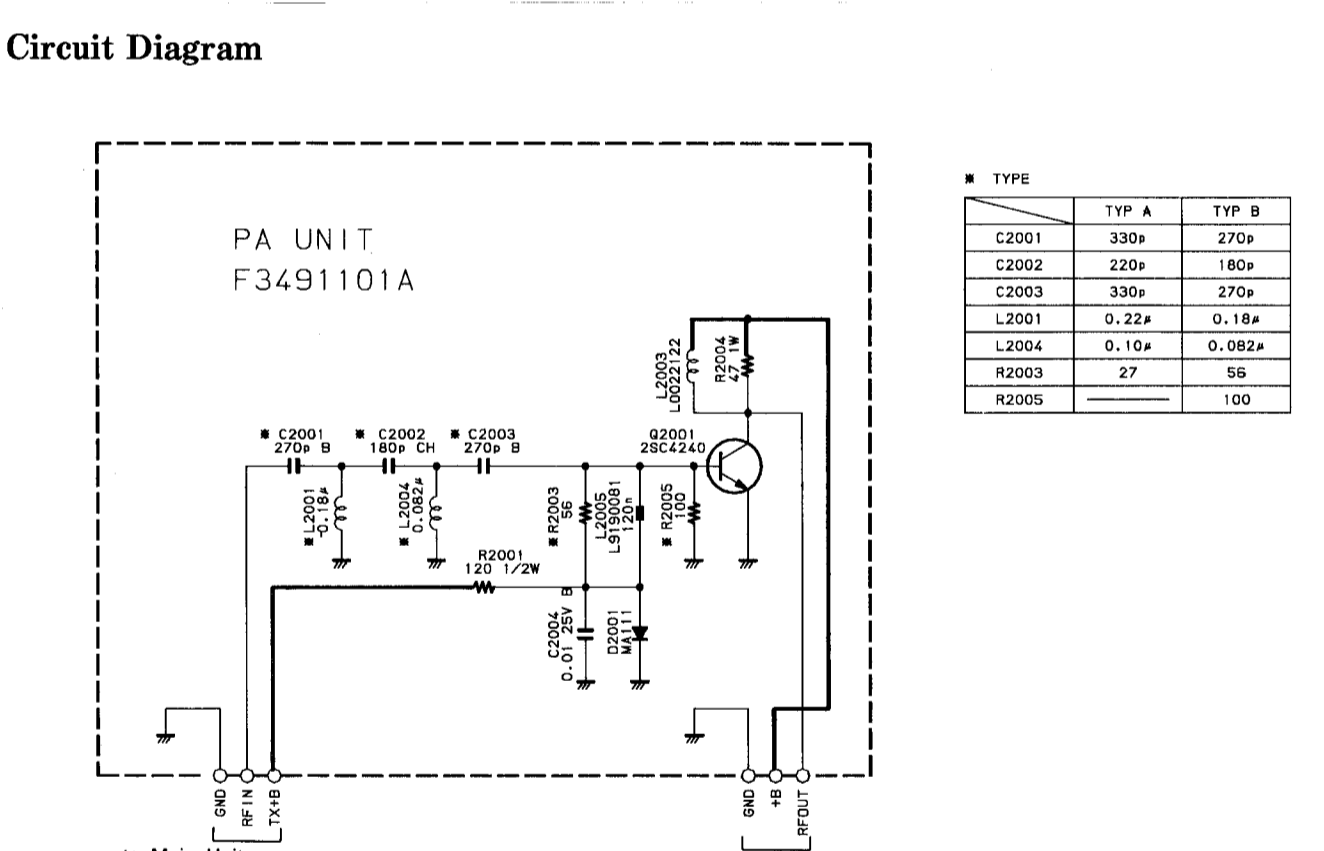 Circuit Diagram
PA UNIT
F3491101A
※ TYPE
TYP A TYP B
C2001 330p 270p
C2002 220p 180p
C2003 330p 270p
L2001 0.22μ 0.18μ
L2004 0.10μ 0.082μ
R2003 27 56
R2005 ——— 100
L2003
L0022122
R2004
47 1W
※ C2001
270p B
※ C2002
180p CH
※ C2003
270p B
Q2001
2SC4240
※ L2001
-0.18μ
※ L2004
0.082μ
※ R2003
56
L2005
L9190081
120n
※ R2005
100
R2001
120 1/2W
C2004
0.01 25V B
D2001
MA111
GND
RFIN
TX+B
GND
+B
RFOUT